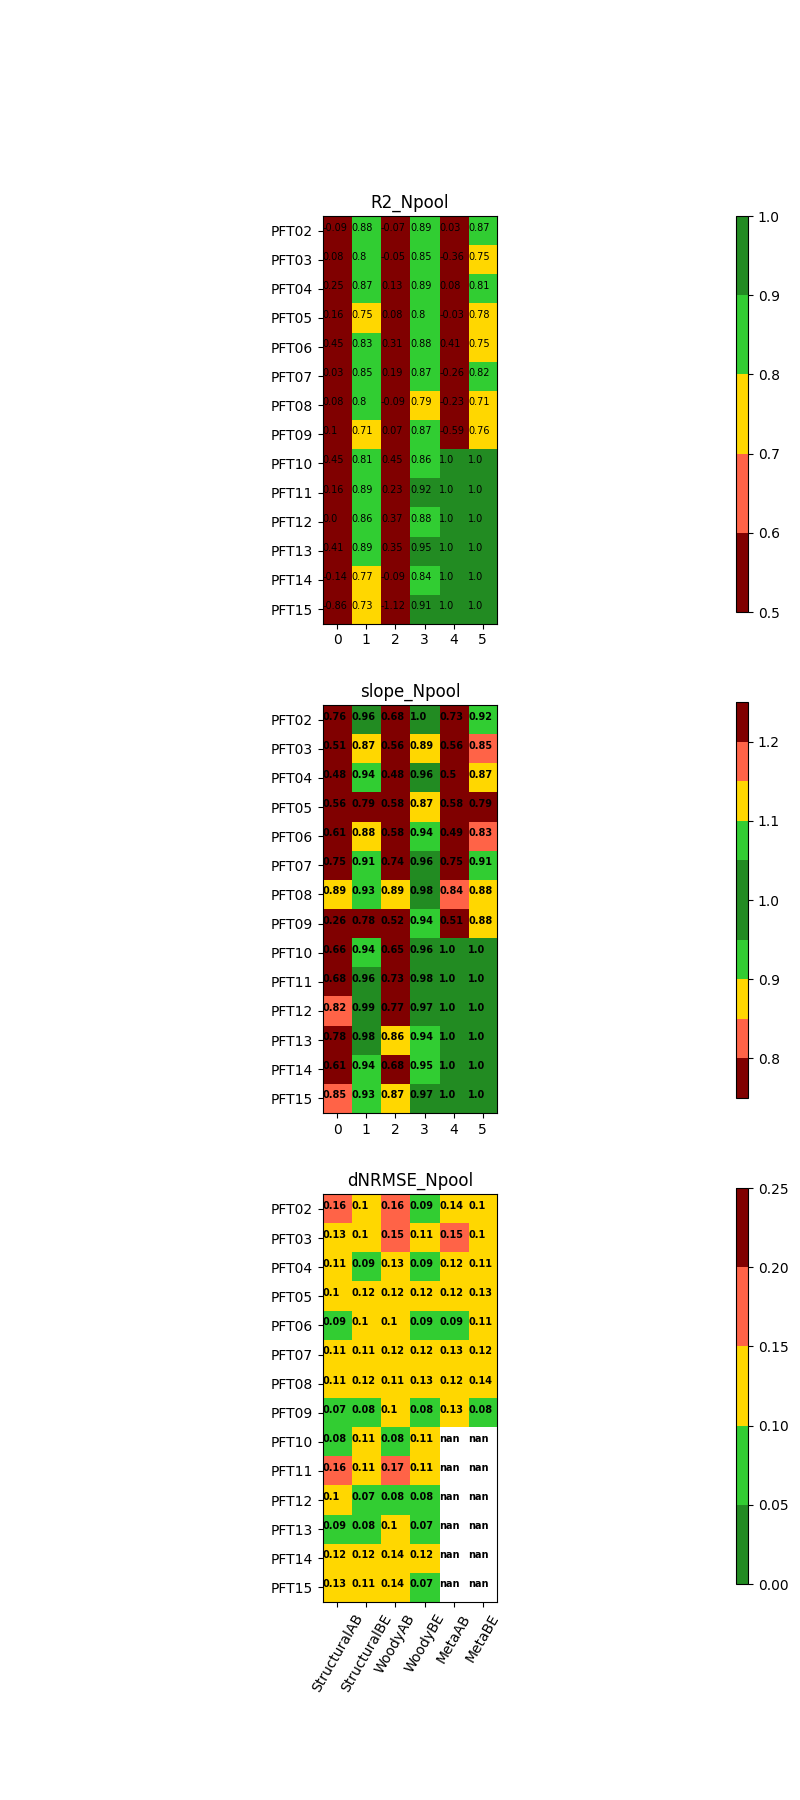 R2_Npool
PFT02 -0.09 0.88 -0.07 0.89 0.03 0.87
PFT03 0.08 0.8 -0.05 0.85 -0.36 0.75
PFT04 0.25 0.87 0.13 0.89 0.08 0.81
PFT05 0.16 0.75 0.08 0.8 -0.03 0.78
PFT06 0.45 0.83 0.31 0.88 0.41 0.75
PFT07 0.03 0.85 0.19 0.87 -0.26 0.82
PFT08 0.08 0.8 -0.09 0.79 -0.23 0.71
PFT09 0.1 0.71 0.07 0.87 -0.59 0.76
PFT10 0.45 0.81 0.45 0.86 1.0 1.0
PFT11 0.16 0.89 0.23 0.92 1.0 1.0
PFT12 0.0 0.86 0.37 0.88 1.0 1.0
PFT13 0.41 0.89 0.35 0.95 1.0 1.0
PFT14 -0.14 0.77 -0.09 0.84 1.0 1.0
PFT15 -0.86 0.73 -1.12 0.91 1.0 1.0
0 1 2 3 4 5
1.0
0.9
0.8
0.7
0.6
0.5
slope_Npool
PFT02 0.76 0.96 0.68 1.0 0.73 0.92
PFT03 0.51 0.87 0.56 0.89 0.56 0.85
PFT04 0.48 0.94 0.48 0.96 0.5 0.87
PFT05 0.56 0.79 0.58 0.87 0.58 0.79
PFT06 0.61 0.88 0.58 0.94 0.49 0.83
PFT07 0.75 0.91 0.74 0.96 0.75 0.91
PFT08 0.89 0.93 0.89 0.98 0.84 0.88
PFT09 0.26 0.78 0.52 0.94 0.51 0.88
PFT10 0.66 0.94 0.65 0.96 1.0 1.0
PFT11 0.68 0.96 0.73 0.98 1.0 1.0
PFT12 0.82 0.99 0.77 0.97 1.0 1.0
PFT13 0.78 0.98 0.86 0.94 1.0 1.0
PFT14 0.61 0.94 0.68 0.95 1.0 1.0
PFT15 0.85 0.93 0.87 0.97 1.0 1.0
0 1 2 3 4 5
1.2
1.1
1.0
0.9
0.8
dNRMSE_Npool
PFT02 0.16 0.1 0.16 0.09 0.14 0.1
PFT03 0.13 0.1 0.15 0.11 0.15 0.1
PFT04 0.11 0.09 0.13 0.09 0.12 0.11
PFT05 0.1 0.12 0.12 0.12 0.12 0.13
PFT06 0.09 0.1 0.1 0.09 0.09 0.11
PFT07 0.11 0.11 0.12 0.12 0.13 0.12
PFT08 0.11 0.12 0.11 0.13 0.12 0.14
PFT09 0.07 0.08 0.1 0.08 0.13 0.08
PFT10 0.08 0.11 0.08 0.11 nan nan
PFT11 0.16 0.11 0.17 0.11 nan nan
PFT12 0.1 0.07 0.08 0.08 nan nan
PFT13 0.09 0.08 0.1 0.07 nan nan
PFT14 0.12 0.12 0.14 0.12 nan nan
PFT15 0.13 0.11 0.14 0.07 nan nan
StructuralAB StructuralBE WoodyAB WoodyBE MetaAB MetaBE
0.25
0.20
0.15
0.10
0.05
0.00